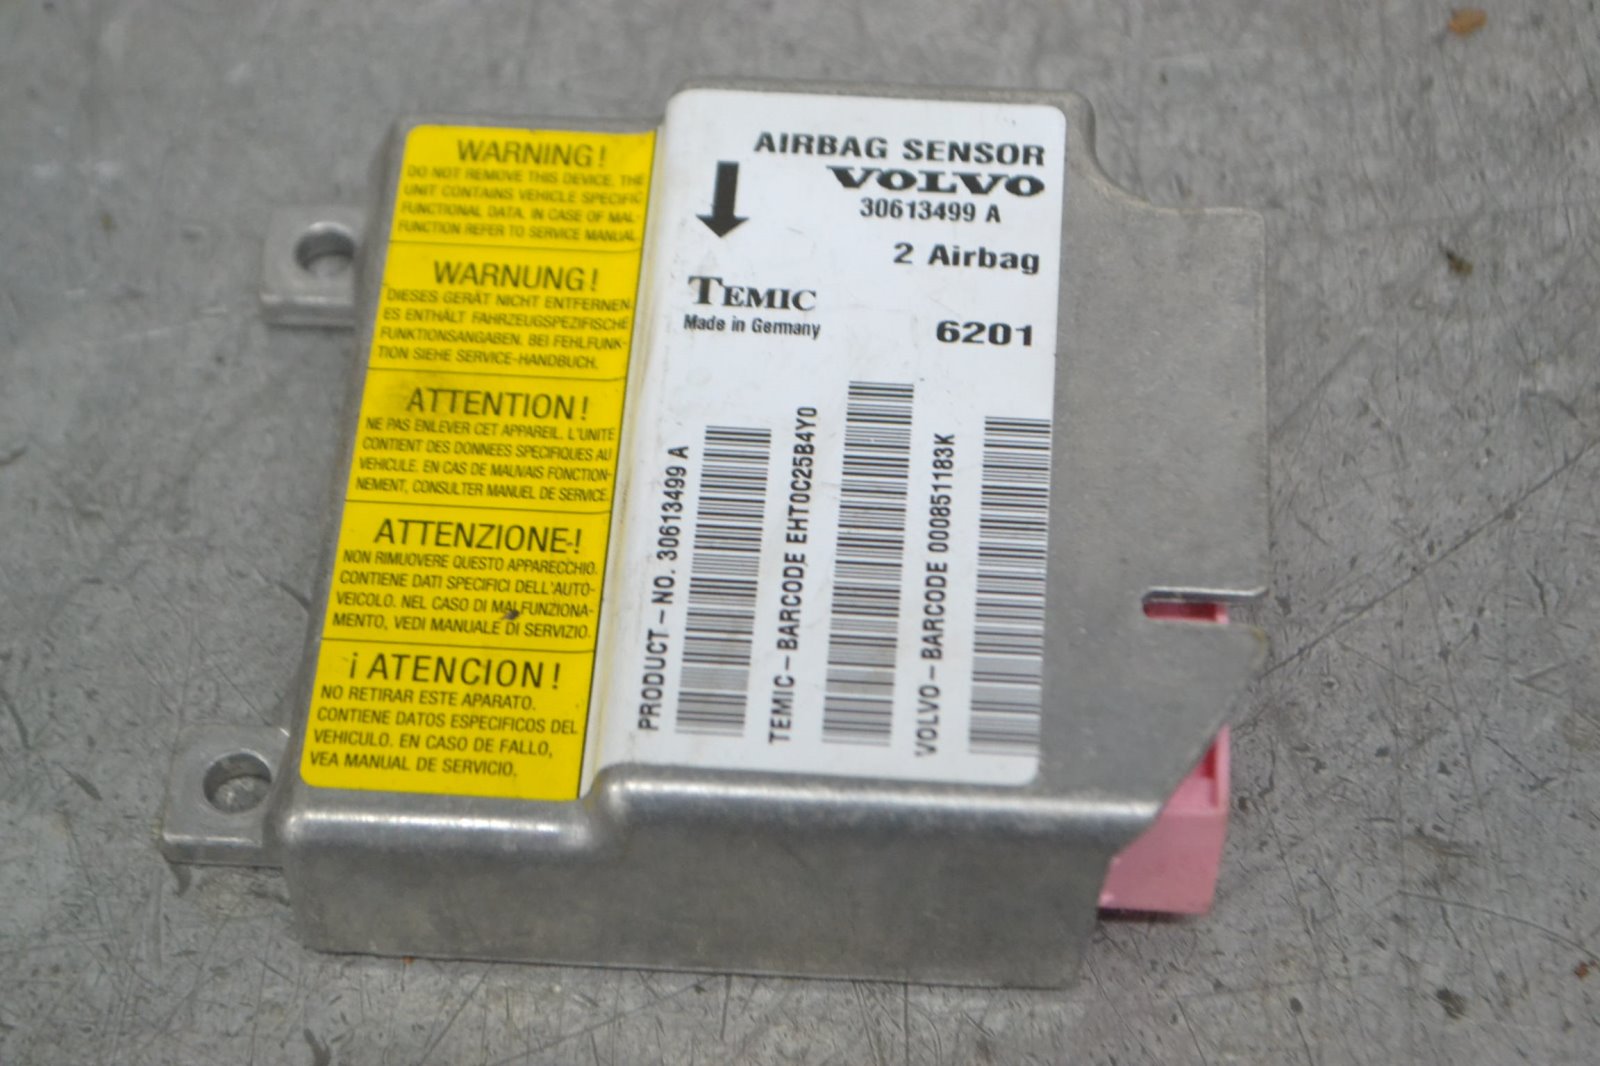 WARNING!
DO NOT REMOVE THIS DEVICE. THE
UNIT CONTAINS VEHICLE SPECIFIC
FUNCTIONAL DATA. IN CASE OF MAL-
FUNCTION REFER TO SERVICE MANUAL
WARNUNG!
DIESES GERÄT NICHT ENTFERNEN.
ES ENTHÄLT FAHRZEUGSPEZIFISCHE
FUNKTIONSANGABEN. BEI FEHLFUNK-
TION SIEHE SERVICE-HANDBUCH.
ATTENTION!
NE PAS ENLEVER CET APPAREIL. L'UNITE
CONTIENT DES DONNEES SPECIFIQUES AU
VEHICULE. EN CAS DE MAUVAIS FONCTION-
NEMENT, CONSULTER MANUEL DE SERVICE.
ATTENZIONE!
NON RIMUOVERE QUESTO APPARECCHIO.
CONTIENE DATI SPECIFICI DELL'AUTO-
VEICOLO. NEL CASO DI MALFUNZIONA-
MENTO, VEDI MANUALE DI SERVIZIO.
¡ATENCION!
NO RETIRAR ESTE APARATO.
CONTIENE DATOS ESPECIFICOS DEL
VEHICULO. EN CASO DE FALLO,
VEA MANUAL DE SERVICIO.
AIRBAG SENSOR
VOLVO
30613499 A
2 Airbag
TEMIC
Made in Germany
6201
PRODUCT-NO. 30613499 A
TEMIC-BARCODE EHT0C25B4Y0
VOLVO-BARCODE 000851183K